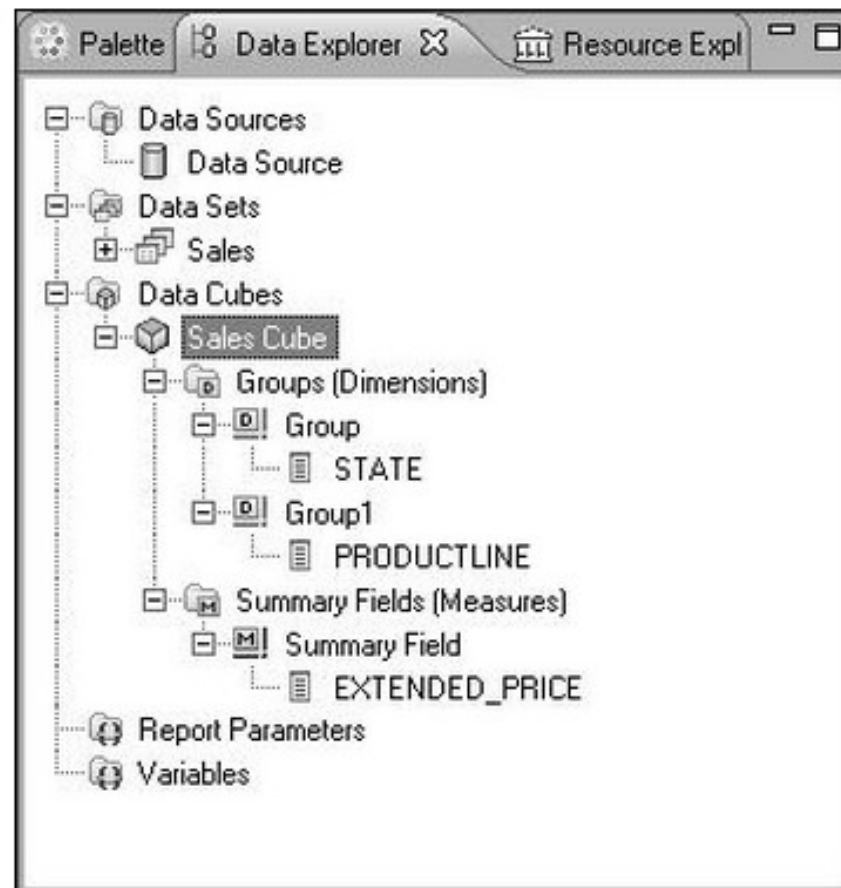 Palette Data Explorer Resource Expl
Data Sources
Data Source
Data Sets
Sales
Data Cubes
Sales Cube
Groups (Dimensions)
Group
STATE
Group1
PRODUCTLINE
Summary Fields (Measures)
Summary Field
EXTENDED_PRICE
Report Parameters
Variables